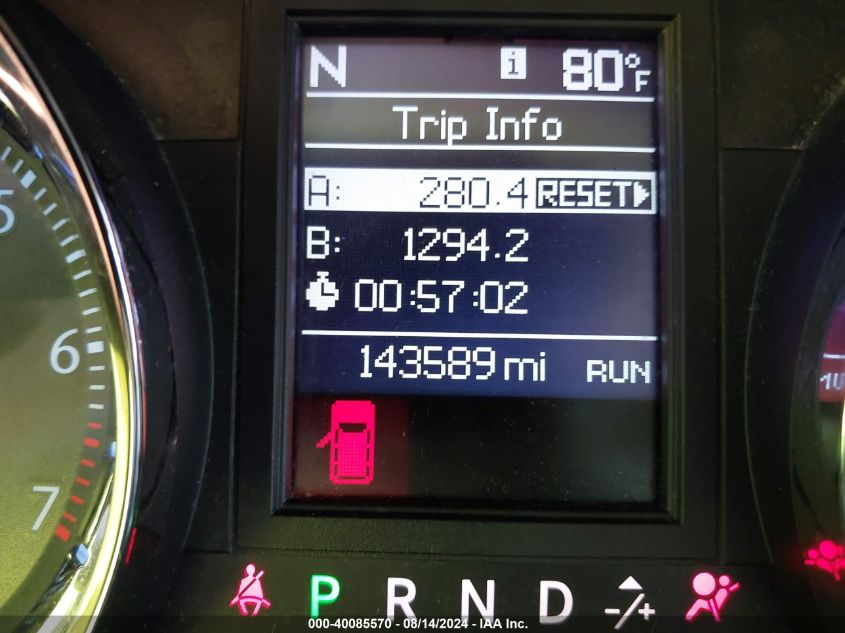 N i 80°F
Trip Info
A: 280.4 RESET
B: 1294.2
00:57:02
143589 mi RUN
5
6
7
P R N D -/+
000-40085570 - 08/14/2024 - IAA Inc.